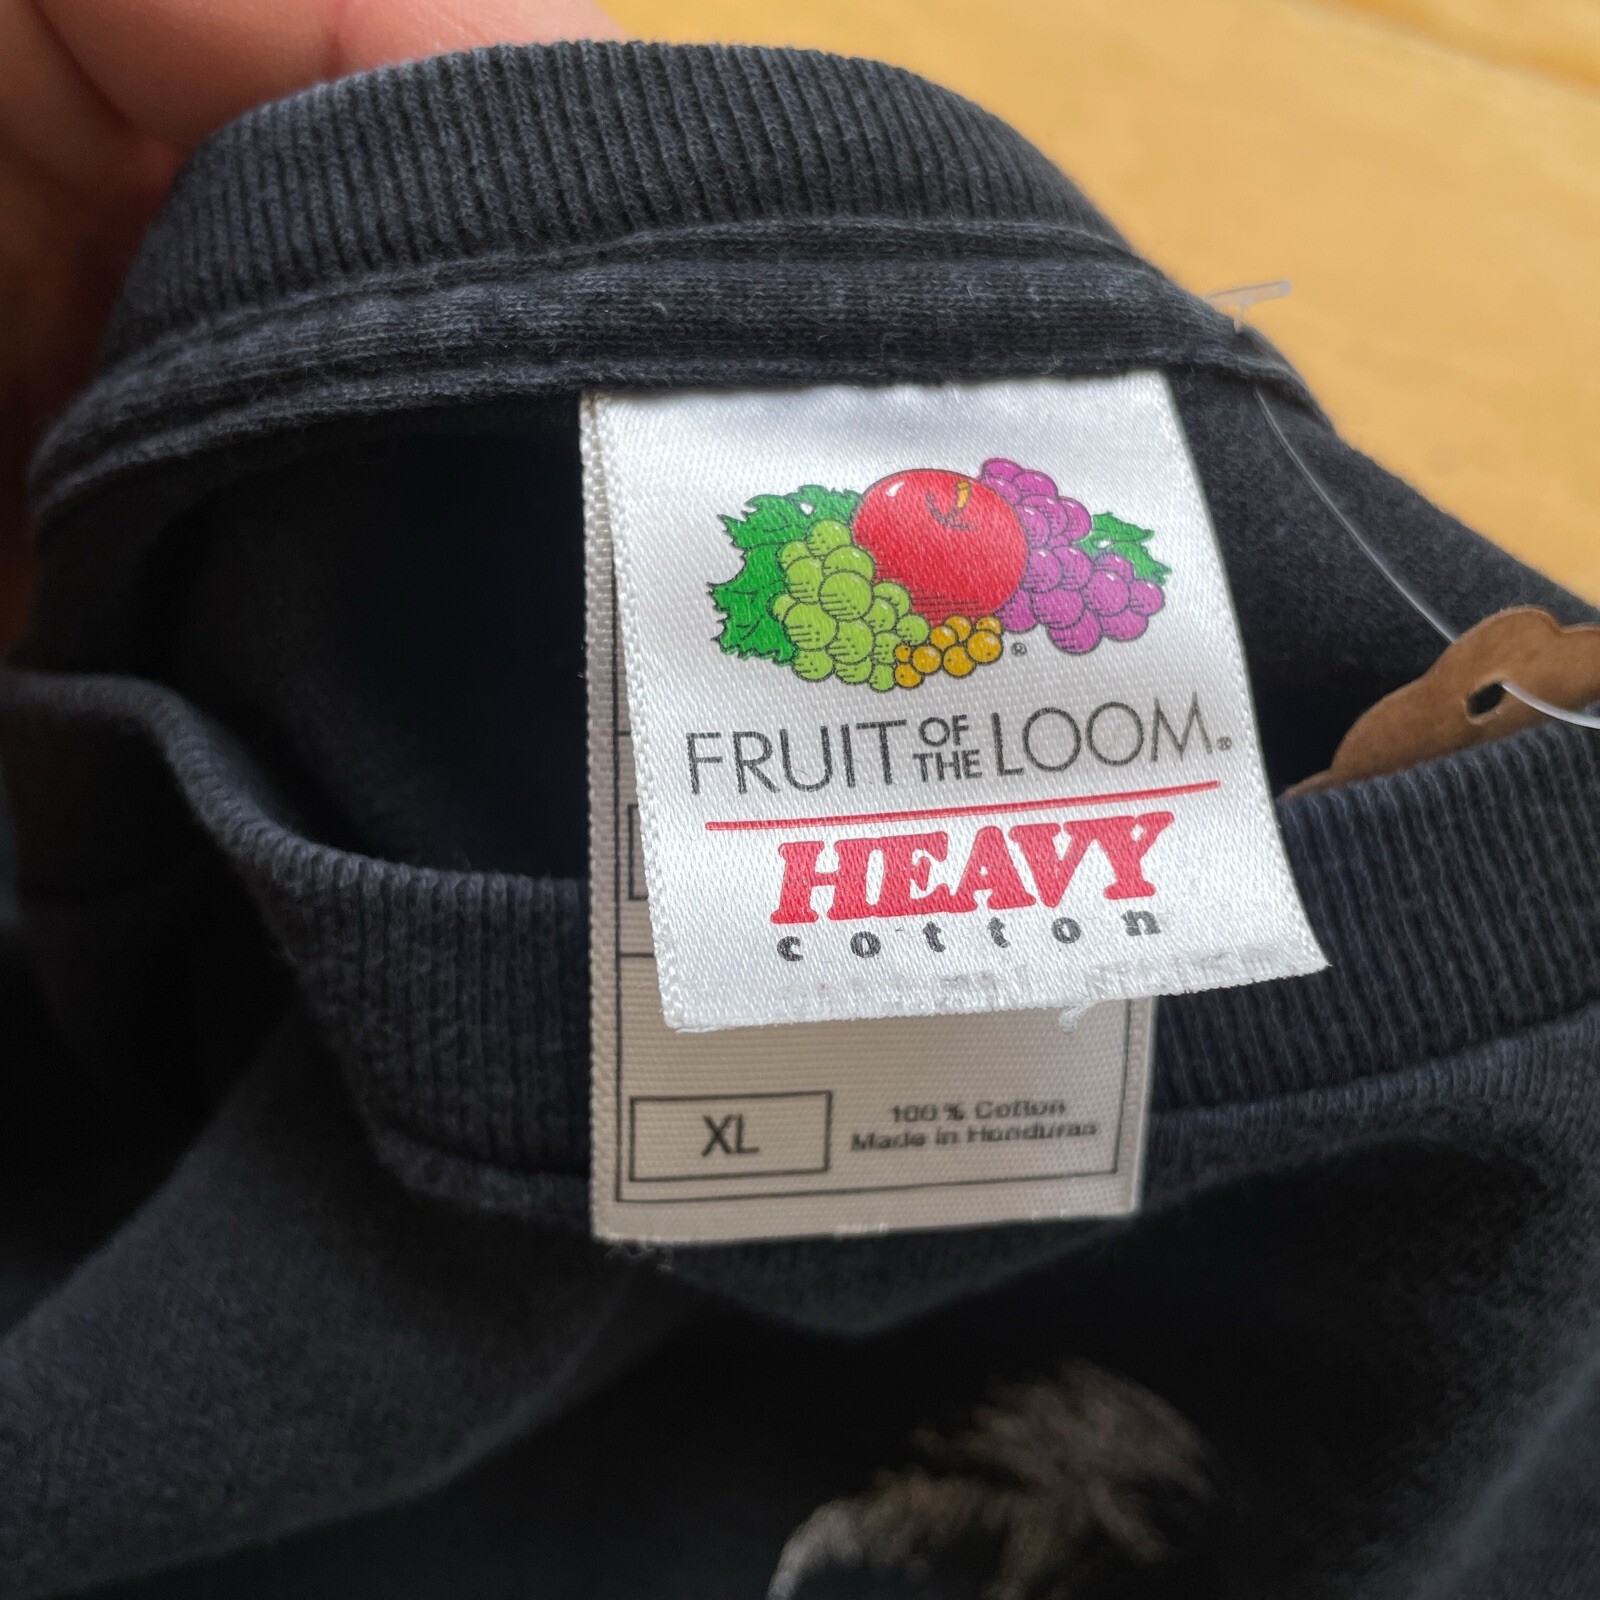 FRUIT OF THE LOOM®
HEAVY
cotton
XL
100% Cotton
Made in Honduras